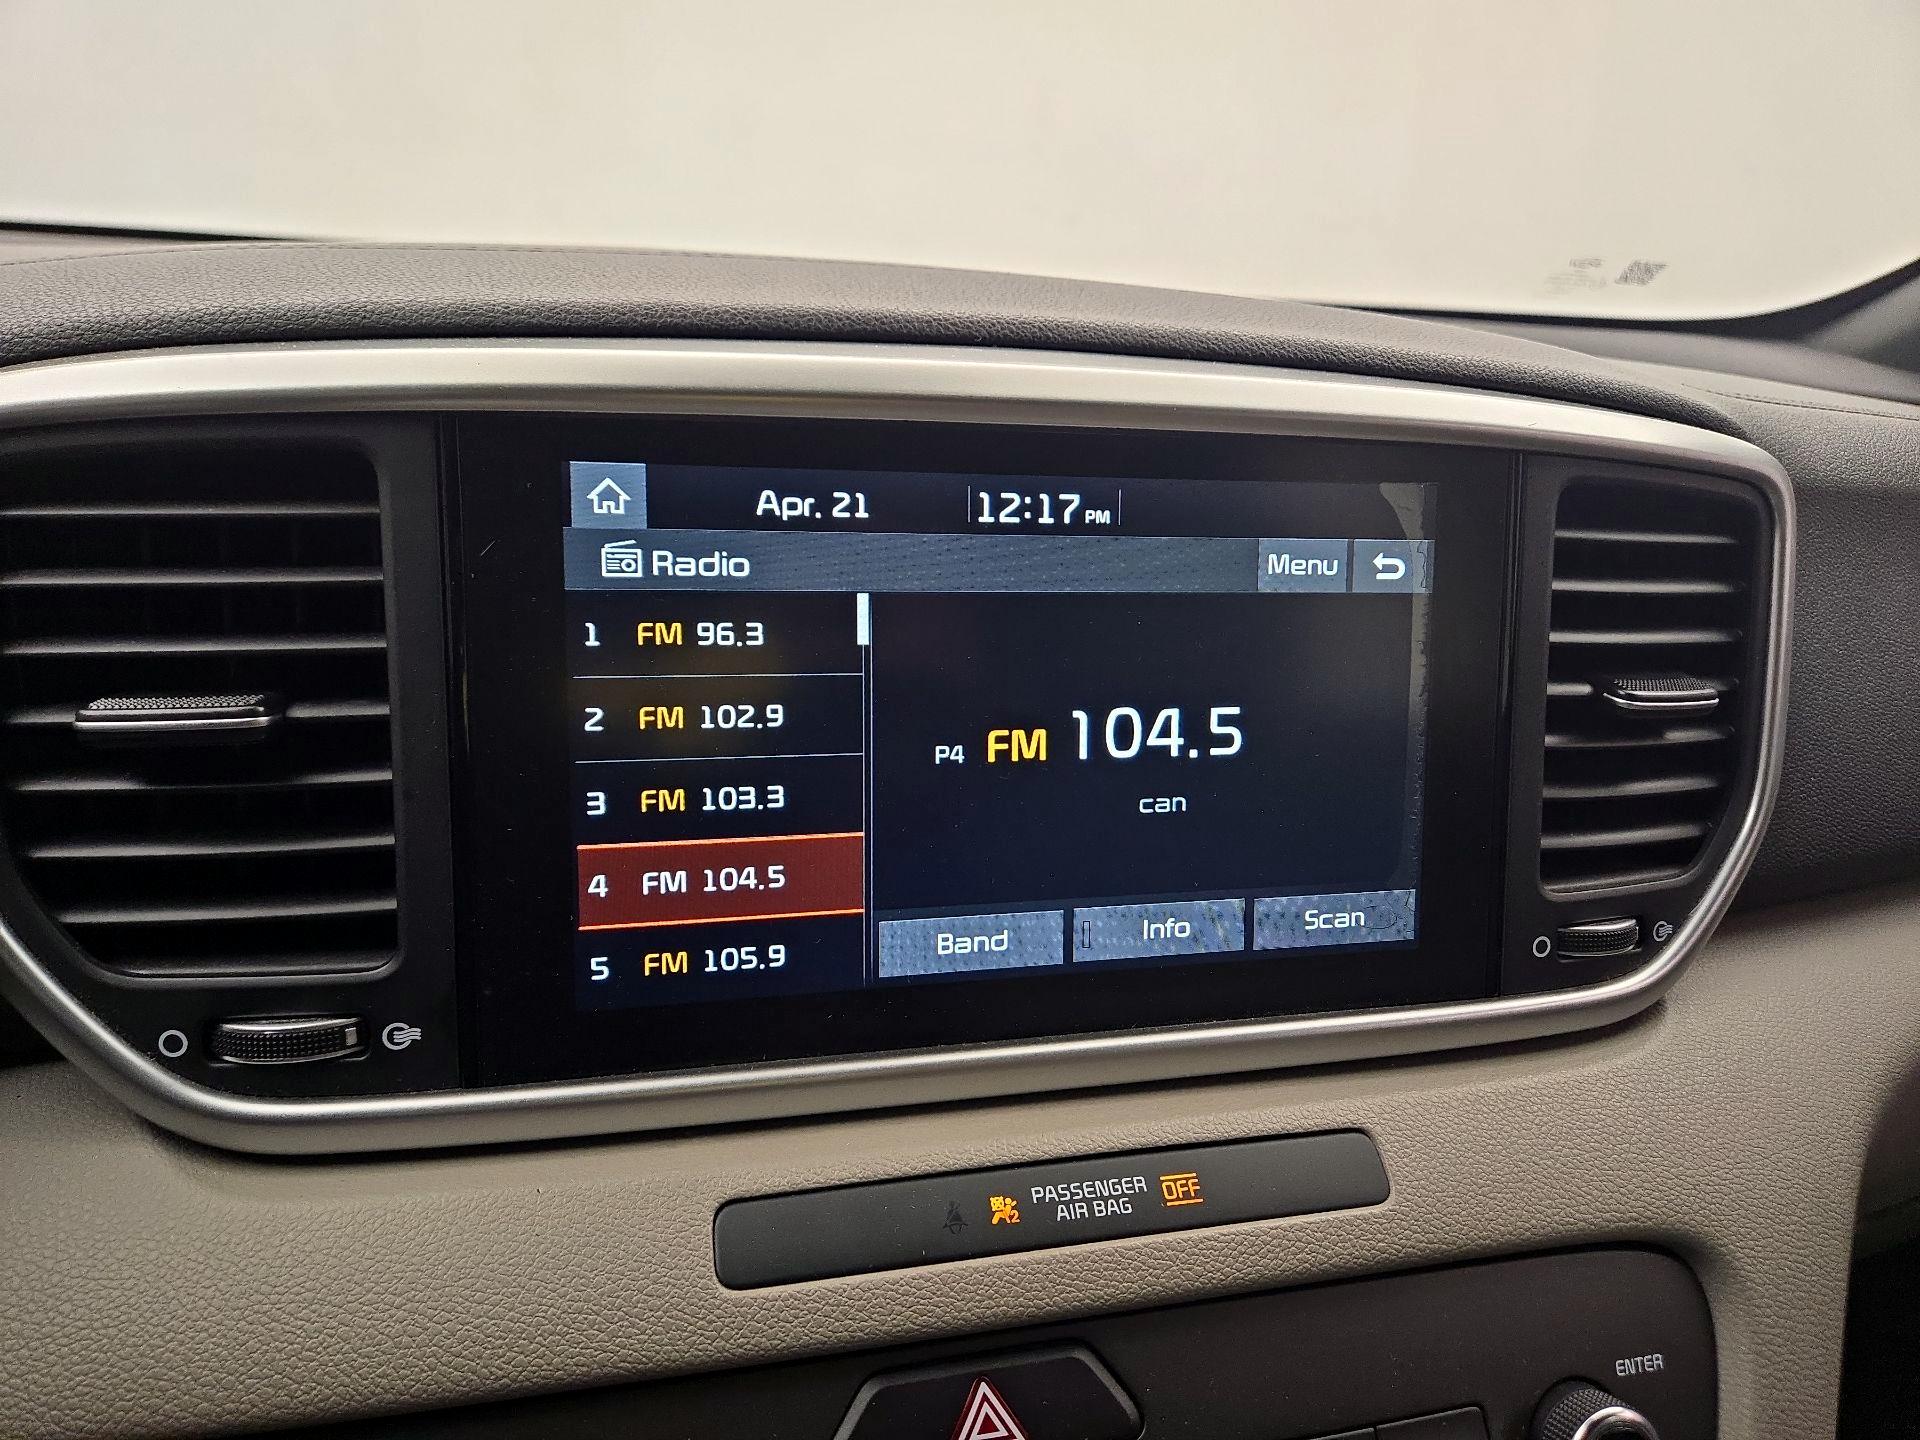 Apr. 21 12:17 PM
Radio Menu
1 FM 96.3
2 FM 102.9
3 FM 103.3
4 FM 104.5
5 FM 105.9
P4 FM 104.5
can
Band Info Scan
PASSENGER
AIR BAG OFF
2
ENTER